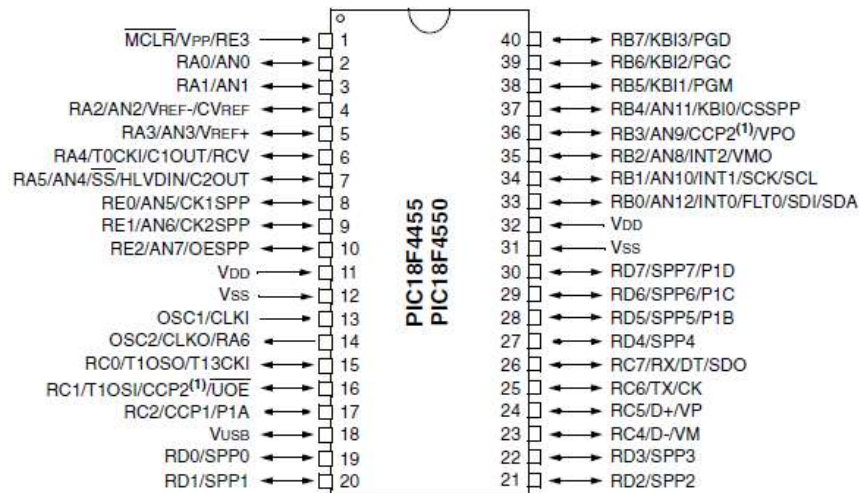 MCLR/VPP/RE3 1
RA0/AN0 2
RA1/AN1 3
RA2/AN2/VREF-/CVREF 4
RA3/AN3/VREF+ 5
RA4/T0CKI/C1OUT/RCV 6
RA5/AN4/SS/HLVDIN/C2OUT 7
RE0/AN5/CK1SPP 8
RE1/AN6/CK2SPP 9
RE2/AN7/OESPP 10
VDD 11
VSS 12
OSC1/CLKI 13
OSC2/CLKO/RA6 14
RC0/T1OSO/T13CKI 15
RC1/T1OSI/CCP2(1)/UOE 16
RC2/CCP1/P1A 17
VUSB 18
RD0/SPP0 19
RD1/SPP1 20
PIC18F4455
PIC18F4550
40 RB7/KBI3/PGD
39 RB6/KBI2/PGC
38 RB5/KBI1/PGM
37 RB4/AN11/KBI0/CSSPP
36 RB3/AN9/CCP2(1)/VPO
35 RB2/AN8/INT2/VMO
34 RB1/AN10/INT1/SCK/SCL
33 RB0/AN12/INT0/FLT0/SDI/SDA
32 VDD
31 VSS
30 RD7/SPP7/P1D
29 RD6/SPP6/P1C
28 RD5/SPP5/P1B
27 RD4/SPP4
26 RC7/RX/DT/SDO
25 RC6/TX/CK
24 RC5/D+/VP
23 RC4/D-/VM
22 RD3/SPP3
21 RD2/SPP2